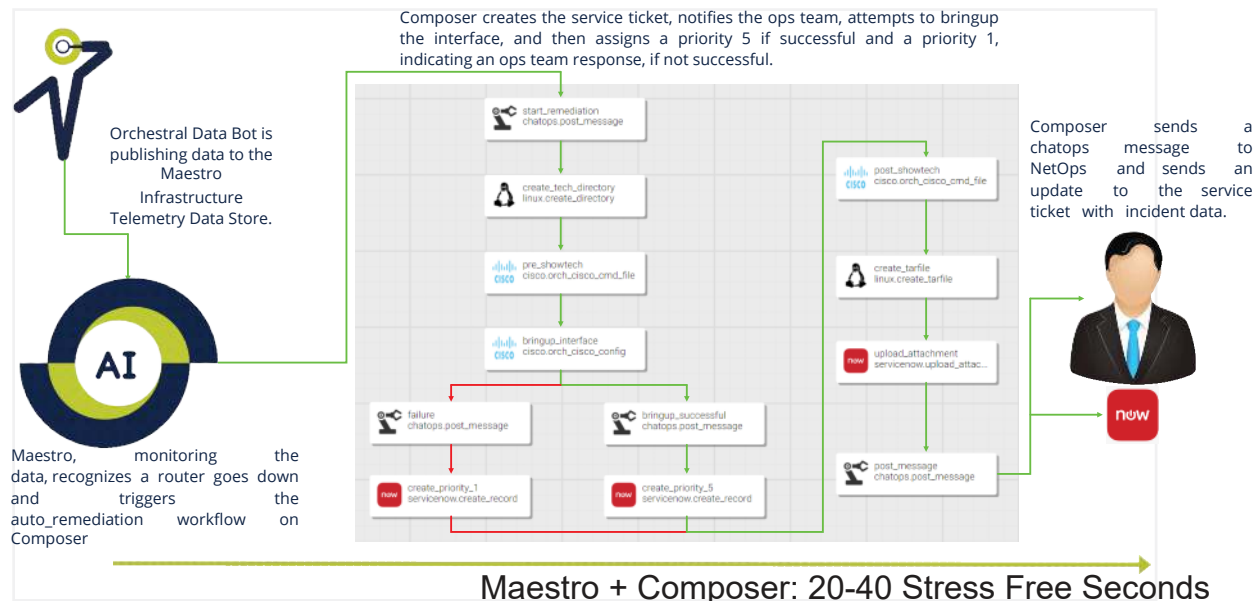 Composer creates the service ticket, notifies the ops team, attempts to bringup
the interface, and then assigns a priority 5 if successful and a priority 1,
indicating an ops team response, if not successful.
Orchestral Data Bot is
publishing data to the
Maestro
Infrastructure
Telemetry Data Store.
AI
Maestro, monitoring the
data, recognizes a router goes down
and triggers the
auto_remediation workflow on
Composer
start_remediation
chatops.post_message
create_tech_directory
linux.create_directory
CISCO
pre_showtech
cisco.orch_cisco_cmd_file
CISCO
bringup_interface
cisco.orch_cisco_config
failure
chatops.post_message
bringup_successful
chatops.post_message
now
create_priority_1
servicenow.create_record
now
create_priority_5
servicenow.create_record
CISCO
post_showtech
cisco.orch_cisco_cmd_file
create_tarfile
linux.create_tarfile
now
upload_attachment
servicenow.upload_attac...
post_message
chatops.post_message
Composer sends a
chatops message to
NetOps and sends an
update to the service
ticket with incident data.
now
Maestro + Composer: 20-40 Stress Free Seconds